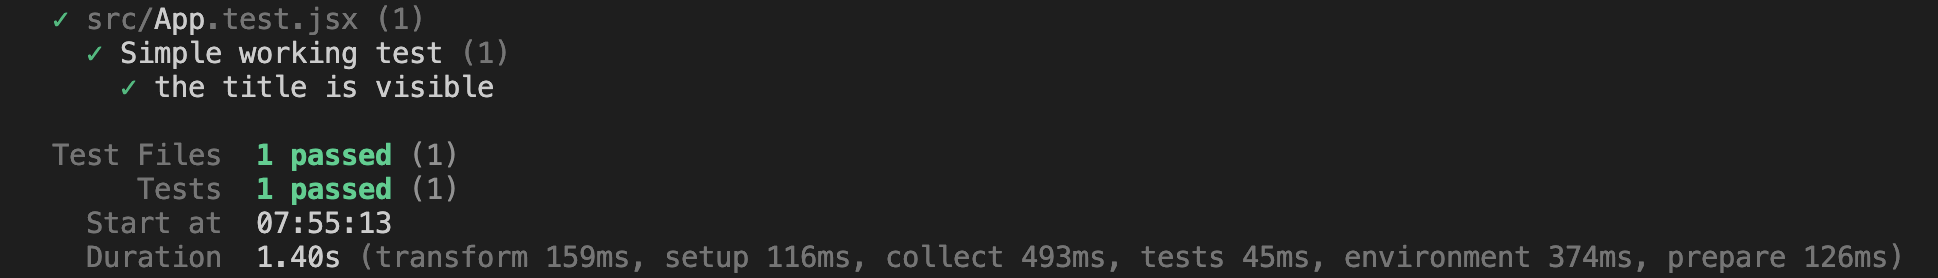 ✓ src/App.test.jsx (1)
✓ Simple working test (1)
✓ the title is visible
Test Files 1 passed (1)
Tests 1 passed (1)
Start at 07:55:13
Duration 1.40s (transform 159ms, setup 116ms, collect 493ms, tests 45ms, environment 374ms, prepare 126ms)